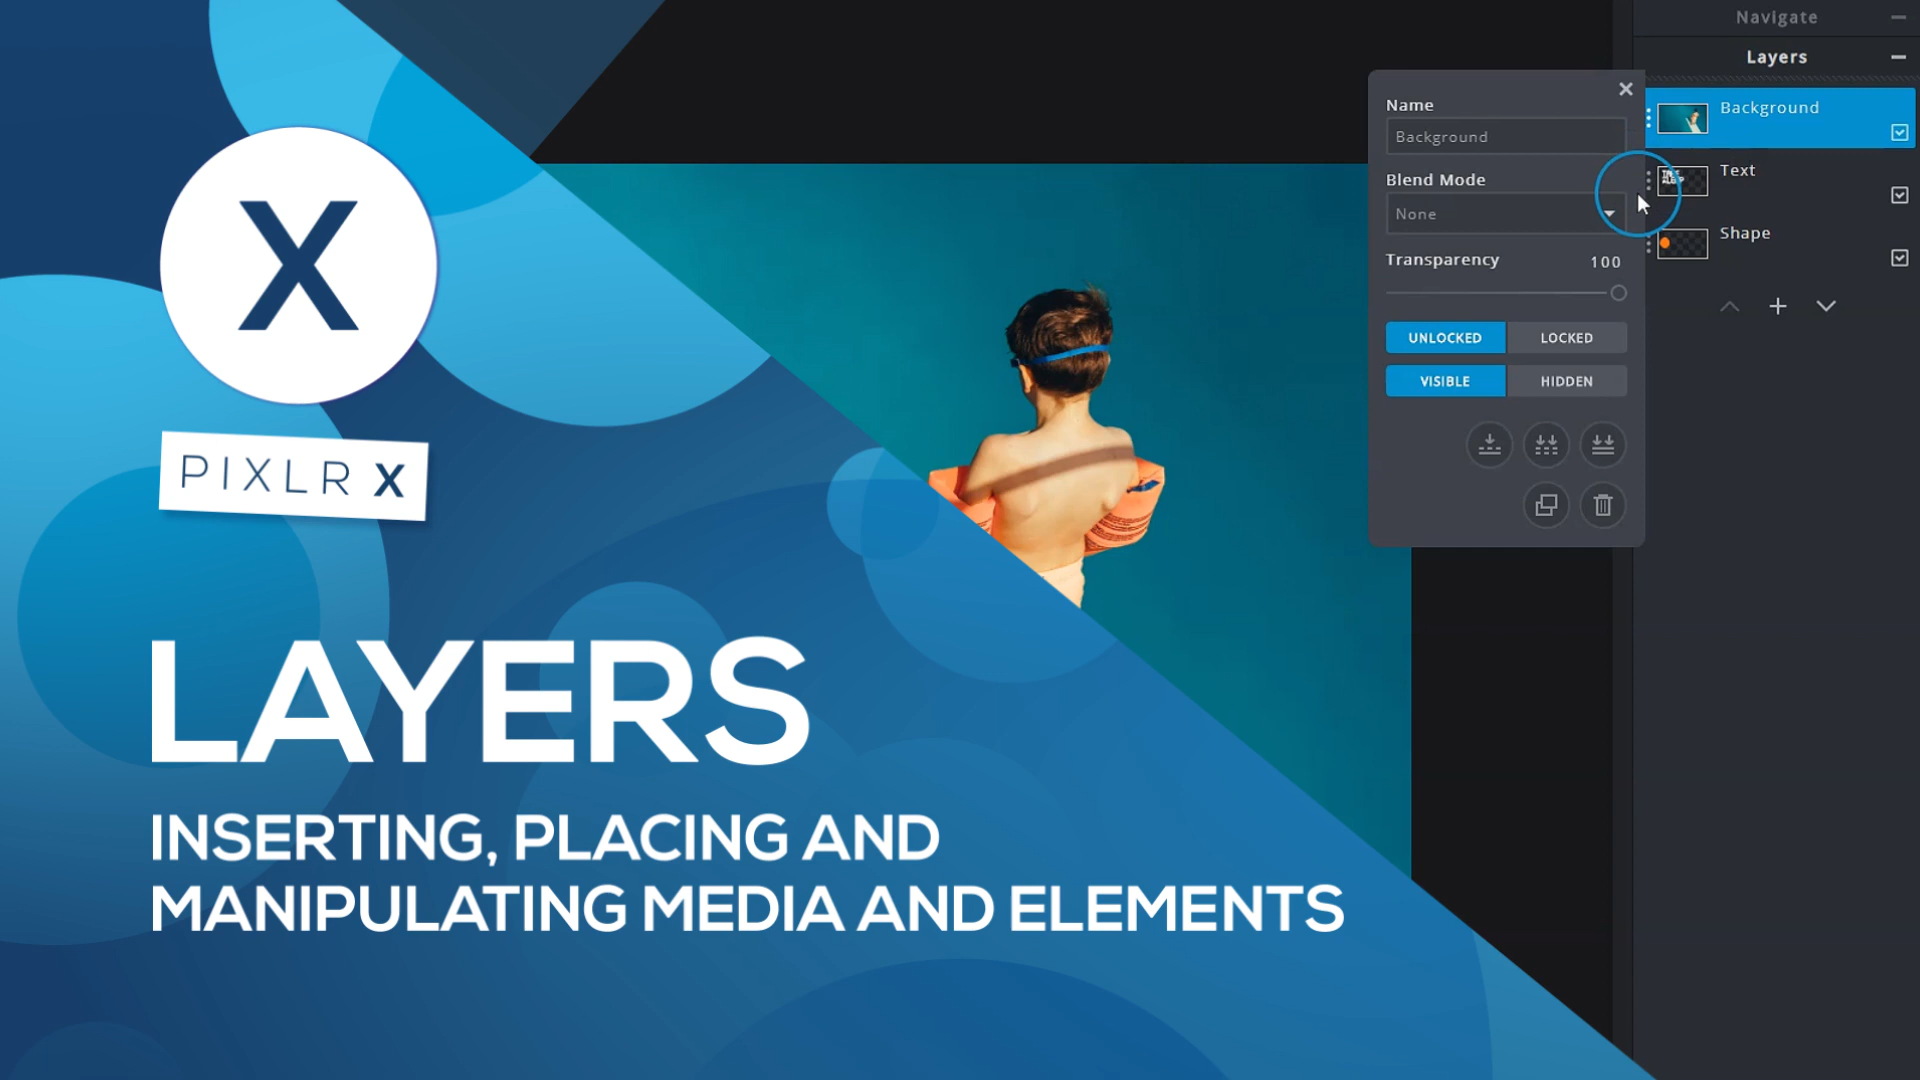 X
PIXLR X
LAYERS
INSERTING, PLACING AND
MANIPULATING MEDIA AND ELEMENTS
Name
Background
Blend Mode
None
Transparency 100
UNLOCKED LOCKED
VISIBLE HIDDEN
Navigate
Layers
Background
Text
Shape